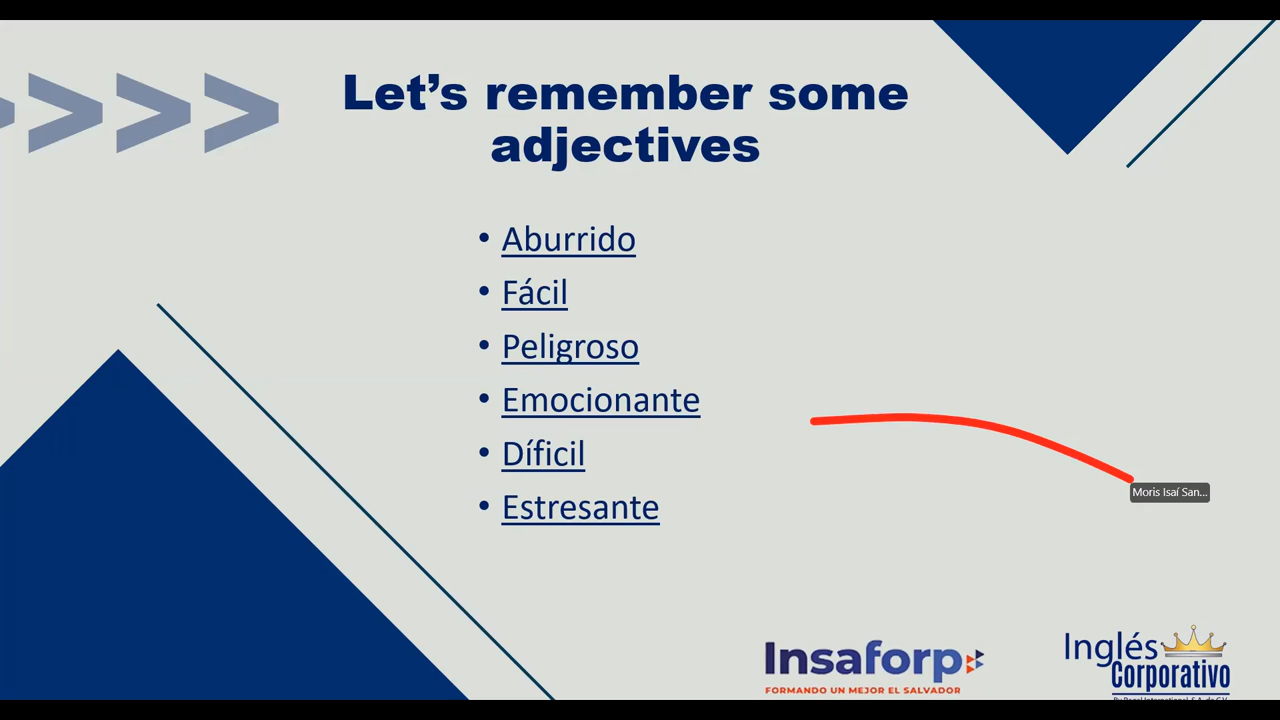 Let’s remember some
adjectives
• Aburrido
• Fácil
• Peligroso
• Emocionante
• Díficil
• Estresante
Moris Isaí San...
Insaforp
FORMANDO UN MEJOR EL SALVADOR
Inglés
Corporativo